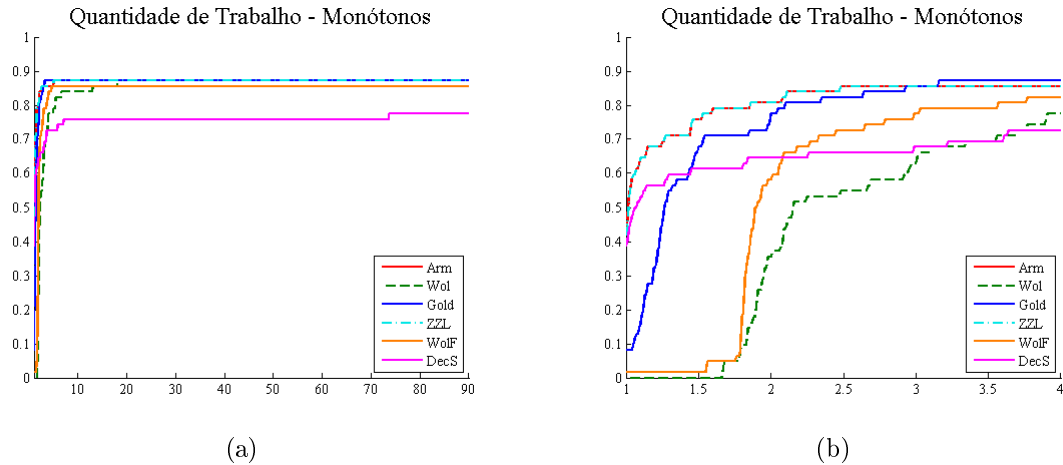 Quantidade de Trabalho - Monótonos
1
0.9
0.8
0.7
0.6
0.5
0.4
0.3
0.2
0.1
0
10 20 30 40 50 60 70 80 90
Arm
Wol
Gold
ZZL
WolF
DecS
(a)
Quantidade de Trabalho - Monótonos
1
0.9
0.8
0.7
0.6
0.5
0.4
0.3
0.2
0.1
0
1 1.5 2 2.5 3 3.5 4
Arm
Wol
Gold
ZZL
WolF
DecS
(b)